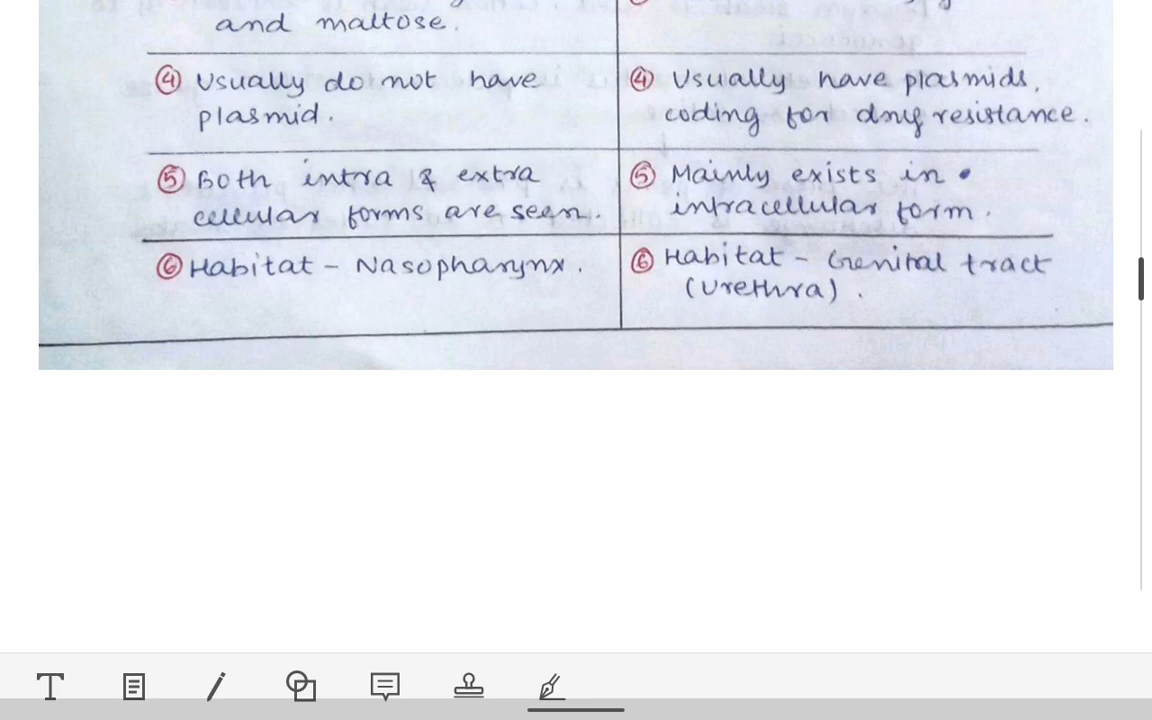 and maltose.
④ Usually do not have
plasmid.
④ Usually have plasmids,
coding for drug resistance.
⑤ Both intra & extra
cellular forms are seen.
⑤ Mainly exists in
intracellular form.
⑥ Habitat - Nasopharynx.
⑥ Habitat - Genital tract
(Urethra).